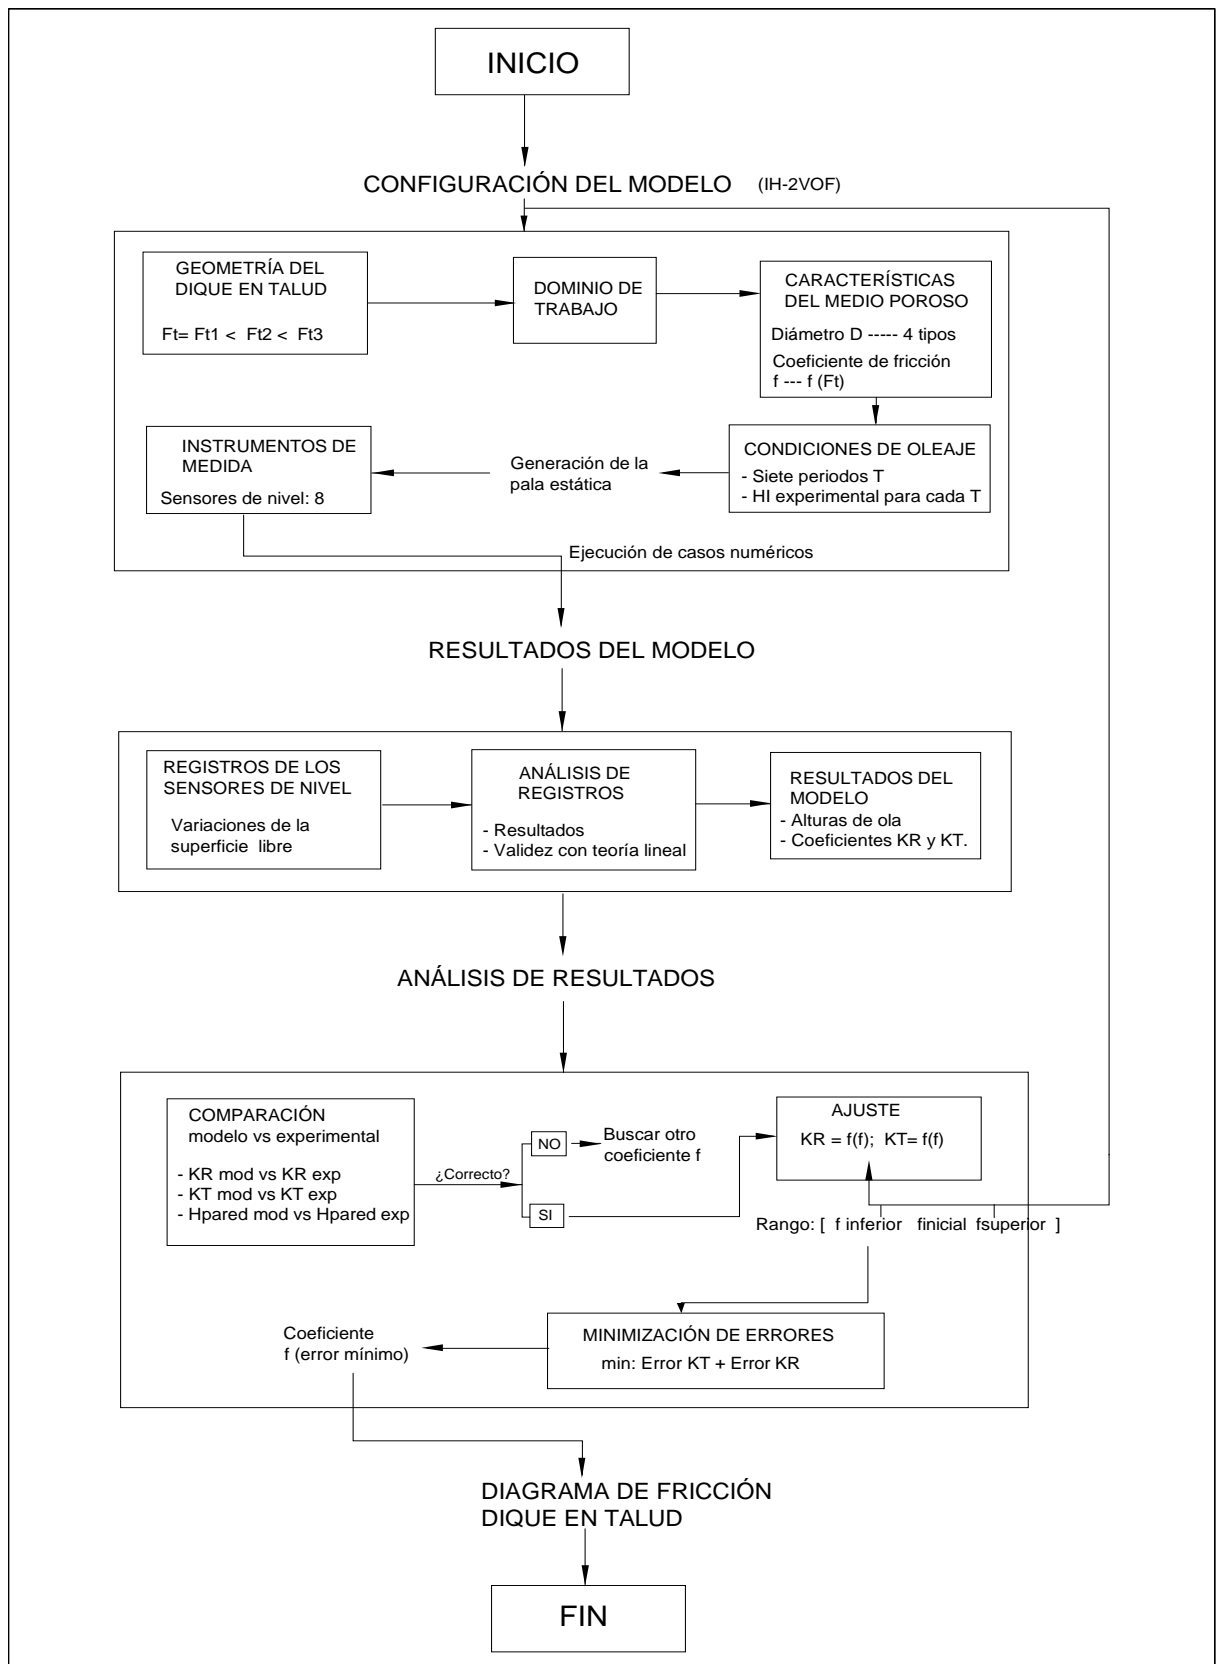 INICIO
CONFIGURACIÓN DEL MODELO (IH-2VOF)
GEOMETRÍA DEL
DIQUE EN TALUD
Ft= Ft1 < Ft2 < Ft3
DOMINIO DE
TRABAJO
CARACTERÍSTICAS
DEL MEDIO POROSO
Diámetro D ----- 4 tipos
Coeficiente de fricción
f --- f (Ft)
CONDICIONES DE OLEAJE
- Siete periodos T
- HI experimental para cada T
Generación de la
pala estática
INSTRUMENTOS DE
MEDIDA
Sensores de nivel: 8
Ejecución de casos numéricos
RESULTADOS DEL MODELO
REGISTROS DE LOS
SENSORES DE NIVEL
Variaciones de la
superficie libre
ANÁLISIS DE
REGISTROS
- Resultados
- Validez con teoría lineal
RESULTADOS DEL
MODELO
- Alturas de ola
- Coeficientes KR y KT.
ANÁLISIS DE RESULTADOS
COMPARACIÓN
modelo vs experimental
- KR mod vs KR exp
- KT mod vs KT exp
- Hpared mod vs Hpared exp
¿Correcto?
NO
Buscar otro
coeficiente f
SI
AJUSTE
KR = f(f); KT= f(f)
Rango: [ f inferior finicial fsuperior ]
MINIMIZACIÓN DE ERRORES
min: Error KT + Error KR
Coeficiente
f (error mínimo)
DIAGRAMA DE FRICCIÓN
DIQUE EN TALUD
FIN